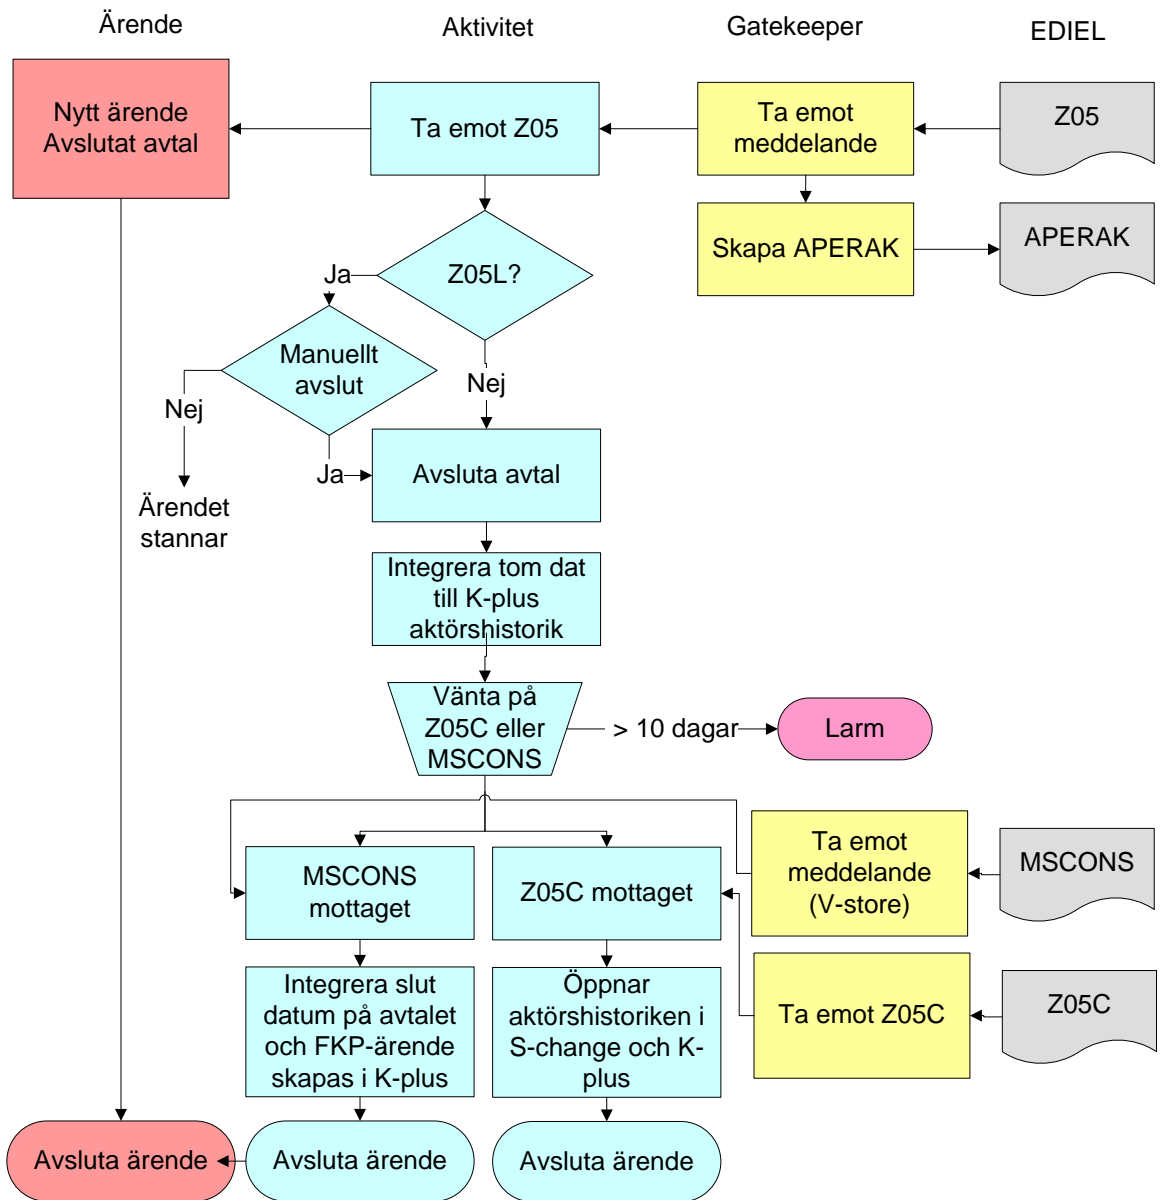 Ärende
Aktivitet
Gatekeeper
EDIEL
Nytt ärende
Avslutat avtal
Ta emot Z05
Ta emot
meddelande
Z05
Skapa APERAK
APERAK
Z05L?
Ja
Manuellt
avslut
Nej
Nej
Ja
Avsluta avtal
Ärendet
stannar
Integrera tom dat
till K-plus
aktörshistorik
Vänta på
Z05C eller
MSCONS
> 10 dagar
Larm
MSCONS
mottaget
Z05C mottaget
Ta emot
meddelande
(V-store)
MSCONS
Integrera slut
datum på avtalet
och FKP-ärende
skapas i K-plus
Öppnar
aktörshistoriken i
S-change och K-
plus
Ta emot Z05C
Z05C
Avsluta ärende
Avsluta ärende
Avsluta ärende